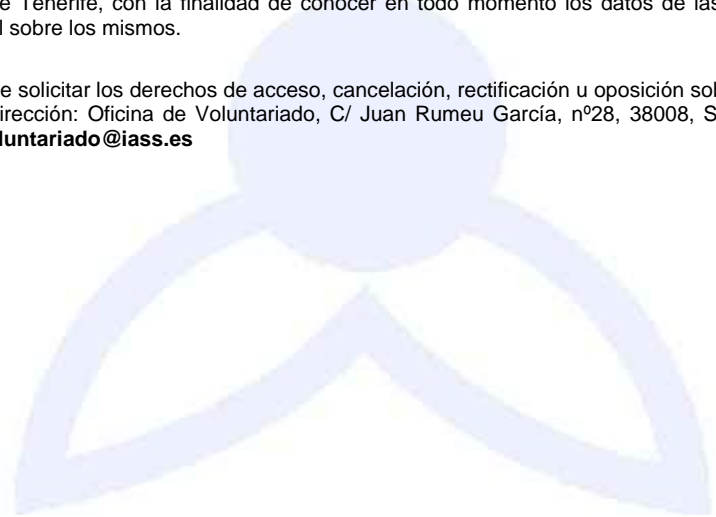 e Tenerife, con la finalidad de conocer en todo momento los datos de las
l sobre los mismos.
e solicitar los derechos de acceso, cancelación, rectificación u oposición sol
irección: Oficina de Voluntariado, C/ Juan Rumeu García, nº28, 38008, S
luntariado@iass.es